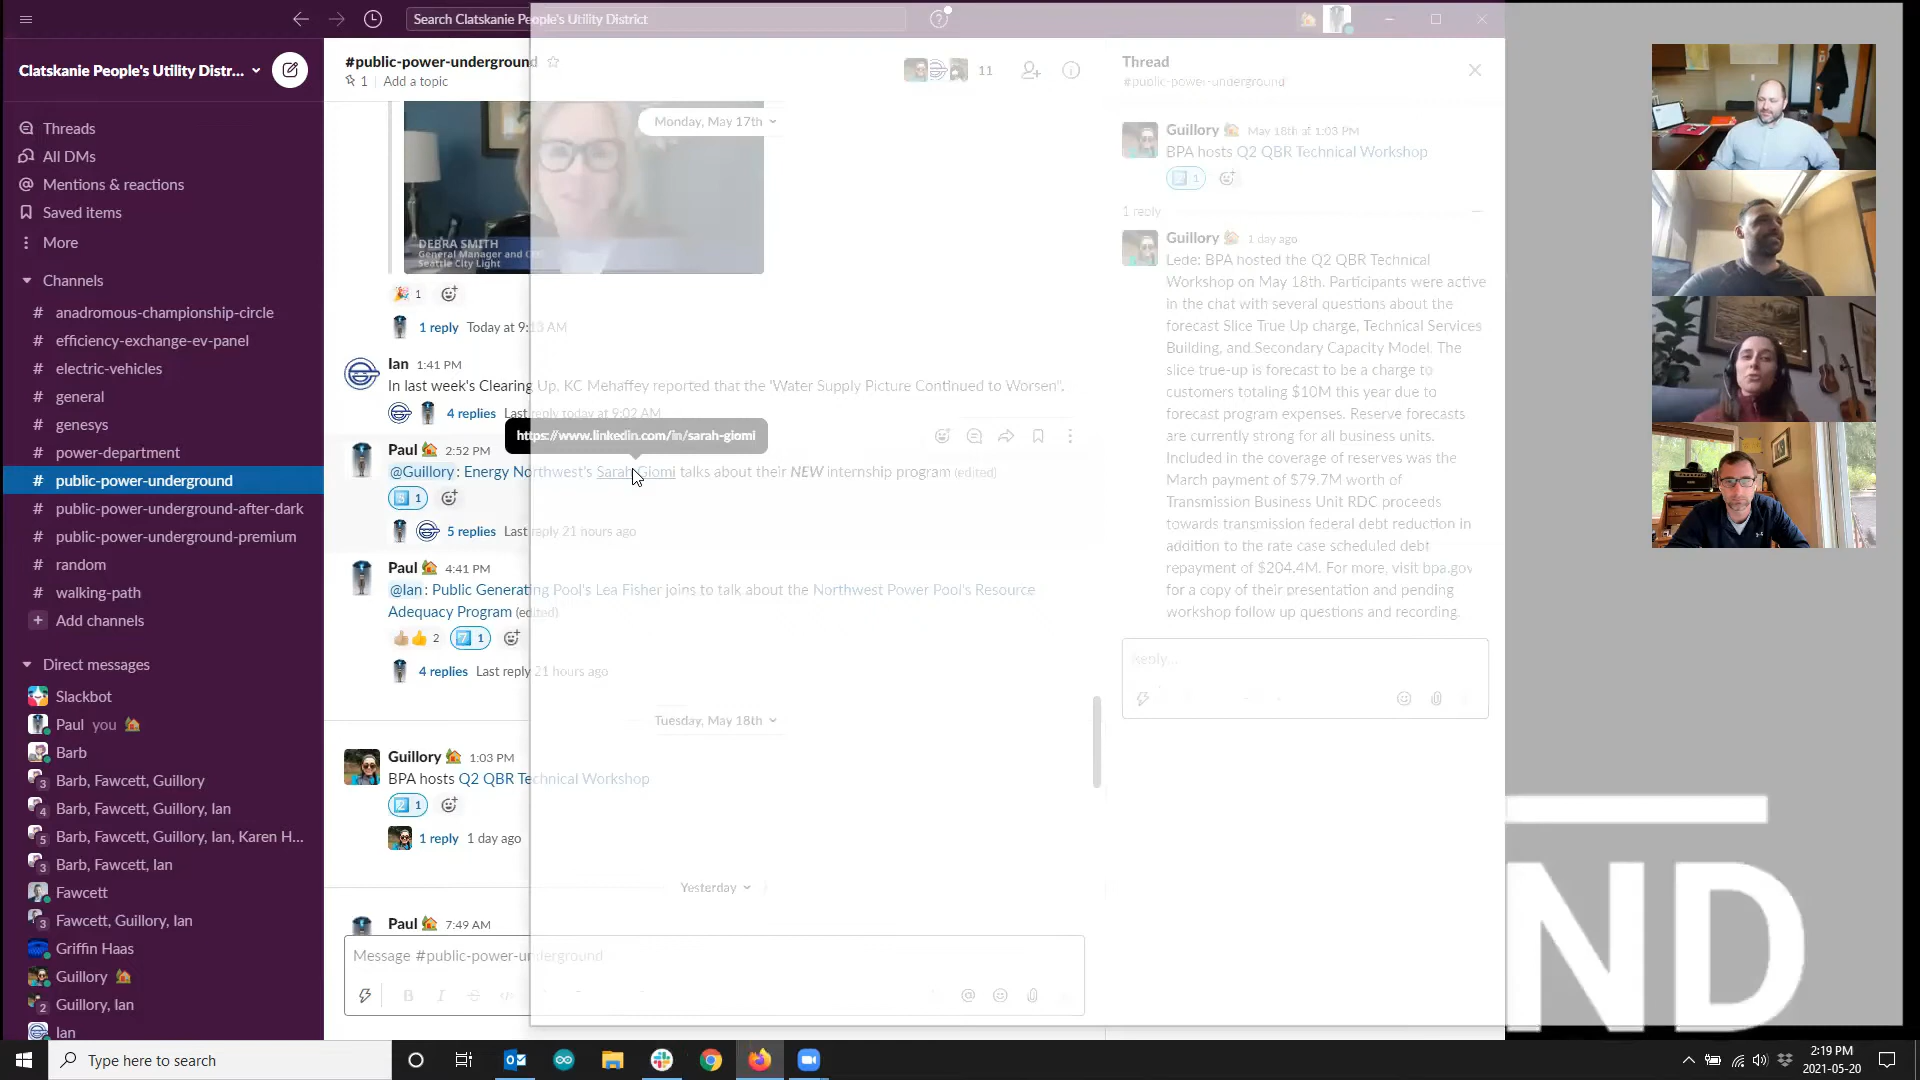 Search Clatskanie People's Utility District
Clatskanie People's Utility Distr...
Threads
All DMs
Mentions & reactions
Saved items
More
Channels
# anadromous-championship-circle
# efficiency-exchange-ev-panel
# electric-vehicles
# general
# genesys
# power-department
# public-power-underground
# public-power-underground-after-dark
# public-power-underground-premium
# random
# walking-path
+ Add channels
Direct messages
Slackbot
Paul you
Barb
3 Barb, Fawcett, Guillory
4 Barb, Fawcett, Guillory, Ian
5 Barb, Fawcett, Guillory, Ian, Karen H...
3 Barb, Fawcett, Ian
Fawcett
3 Fawcett, Guillory, Ian
Griffin Haas
Guillory
2 Guillory, Ian
Ian
#public-power-underground
1 Add a topic
11
Monday, May 17th
DEBRA SMITH
General Manager and C
Seattle City Light
1
1 reply Today at 9:13 AM
Ian 1:41 PM
In last week's Clearing Up, KC Mehaffey reported that the "Water Supply Picture Continued to Worsen".
4 replies Last reply today at 9:02 AM
https://www.linkedin.com/in/sarah-giomi
Paul 2:52 PM
@Guillory: Energy Northwest's Sarah Giomi talks about their NEW internship program (edited)
1
5 replies Last reply 21 hours ago
Paul 4:41 PM
@Ian: Public Generating Pool's Lea Fisher joins to talk about the Northwest Power Pool's Resource
Adequacy Program (edited)
2 7 1
4 replies Last reply 21 hours ago
Tuesday, May 18th
Guillory 1:03 PM
BPA hosts Q2 QBR Technical Workshop
2 1
1 reply 1 day ago
Yesterday
Paul 7:49 AM
Message #public-power-underground
B I S </>
Thread
#public-power-underground
Guillory May 18th at 1:03 PM
BPA hosts Q2 QBR Technical Workshop
2 1
1 reply
Guillory 1 day ago
Lede: BPA hosted the Q2 QBR Technical
Workshop on May 18th. Participants were active
in the chat with several questions about the
forecast Slice True Up charge, Technical Services
Building, and Secondary Capacity Model. The
slice true-up is forecast to be a charge to
customers totaling $10M this year due to
forecast program expenses. Reserve forecasts
are currently strong for all business units.
Included in the coverage of reserves was the
March payment of $79.7M worth of
Transmission Business Unit RDC proceeds
towards transmission federal debt reduction in
addition to the rate case scheduled debt
repayment of $204.4M. For more, visit bpa.gov
for a copy of their presentation and pending
workshop follow up questions and recording.
Reply...
ND
Type here to search
2:19 PM
2021-05-20